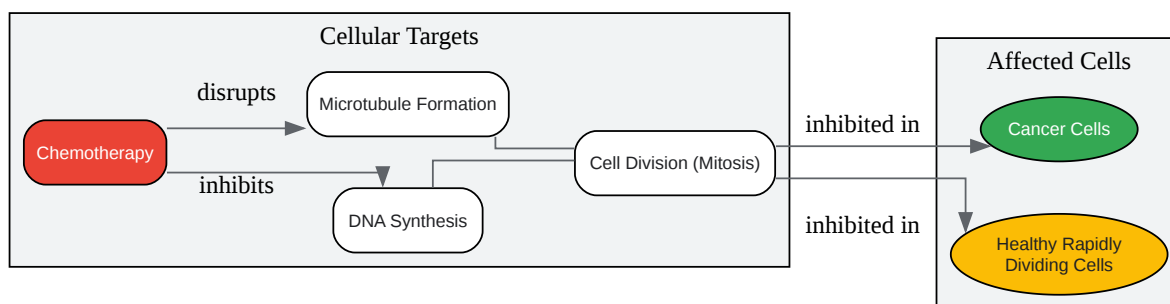 Cellular Targets
Affected Cells
disrupts
Microtubule Formation
Chemotherapy
inhibits
DNA Synthesis
Cell Division (Mitosis)
inhibited in
Cancer Cells
inhibited in
Healthy Rapidly
Dividing Cells